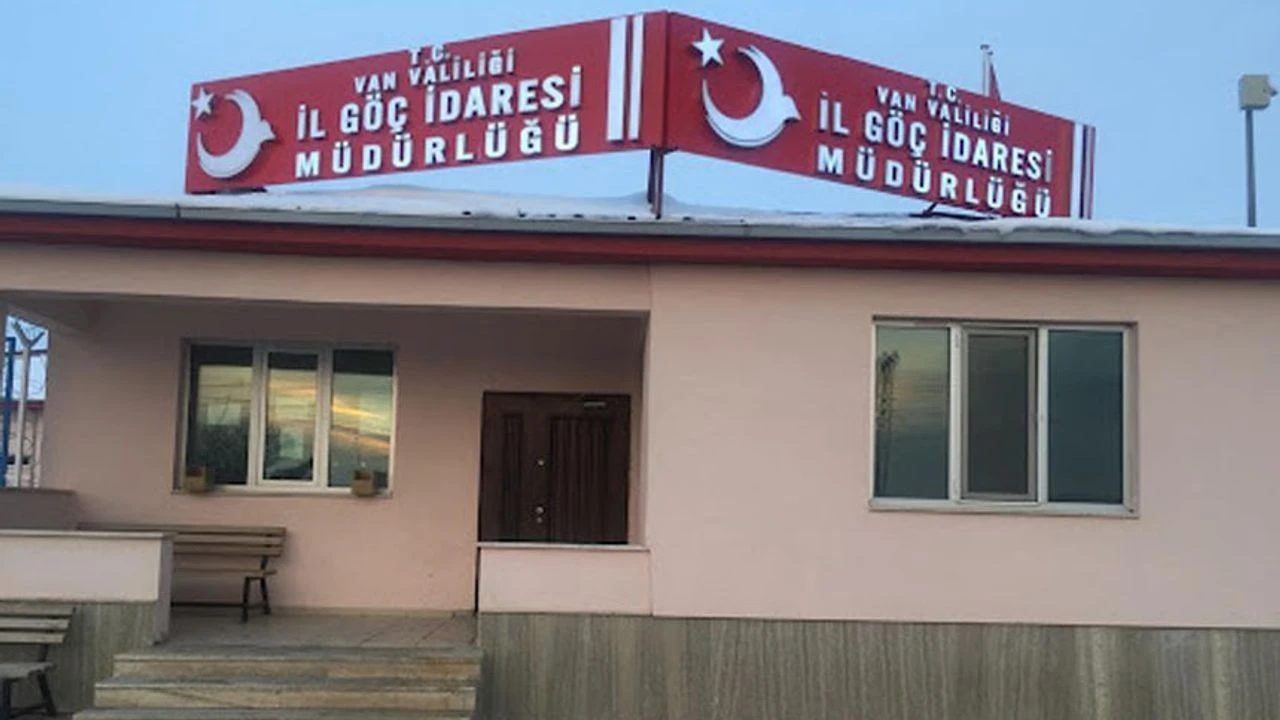 T.C.
VAN VALİLİĞİ
İL GÖÇ İDARESİ
MÜDÜRLÜĞÜ
T.C.
VAN VALİLİĞİ
İL GÖÇ İDARESİ
MÜDÜRLÜĞÜ